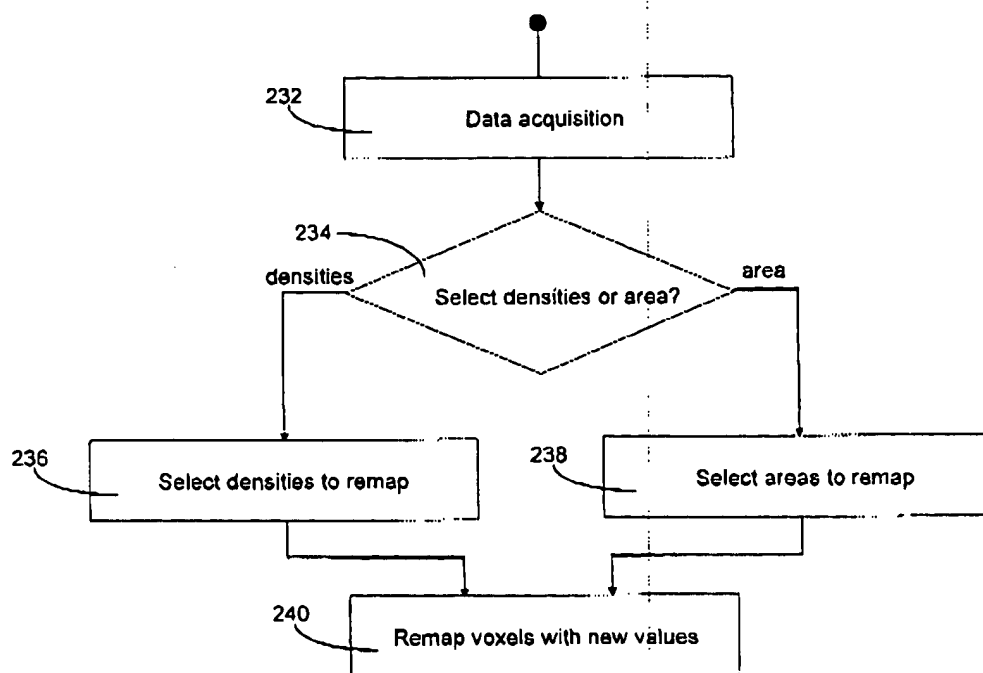 232
Data acquisition
234
densities
area
Select densities or area?
236
Select densities to remap
238
Select areas to remap
240
Remap voxels with new values